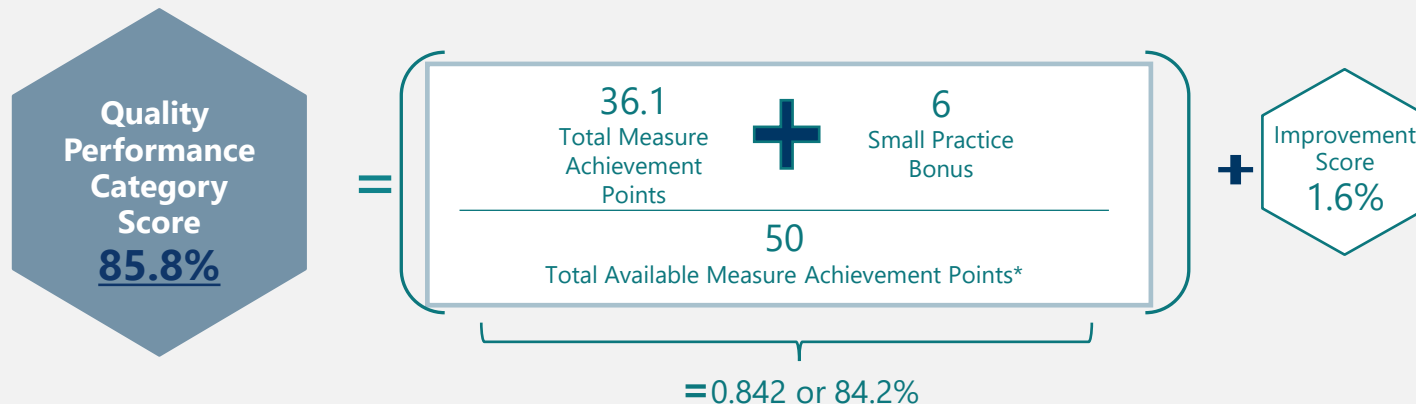 Quality
Performance
Category
Score
85.8%
=
36.1
Total Measure
Achievement
Points
+
6
Small Practice
Bonus
50
Total Available Measure Achievement Points*
=0.842 or 84.2%
+
Improvement
Score
1.6%